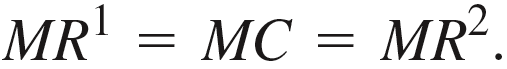 MR¹ = MC = MR².